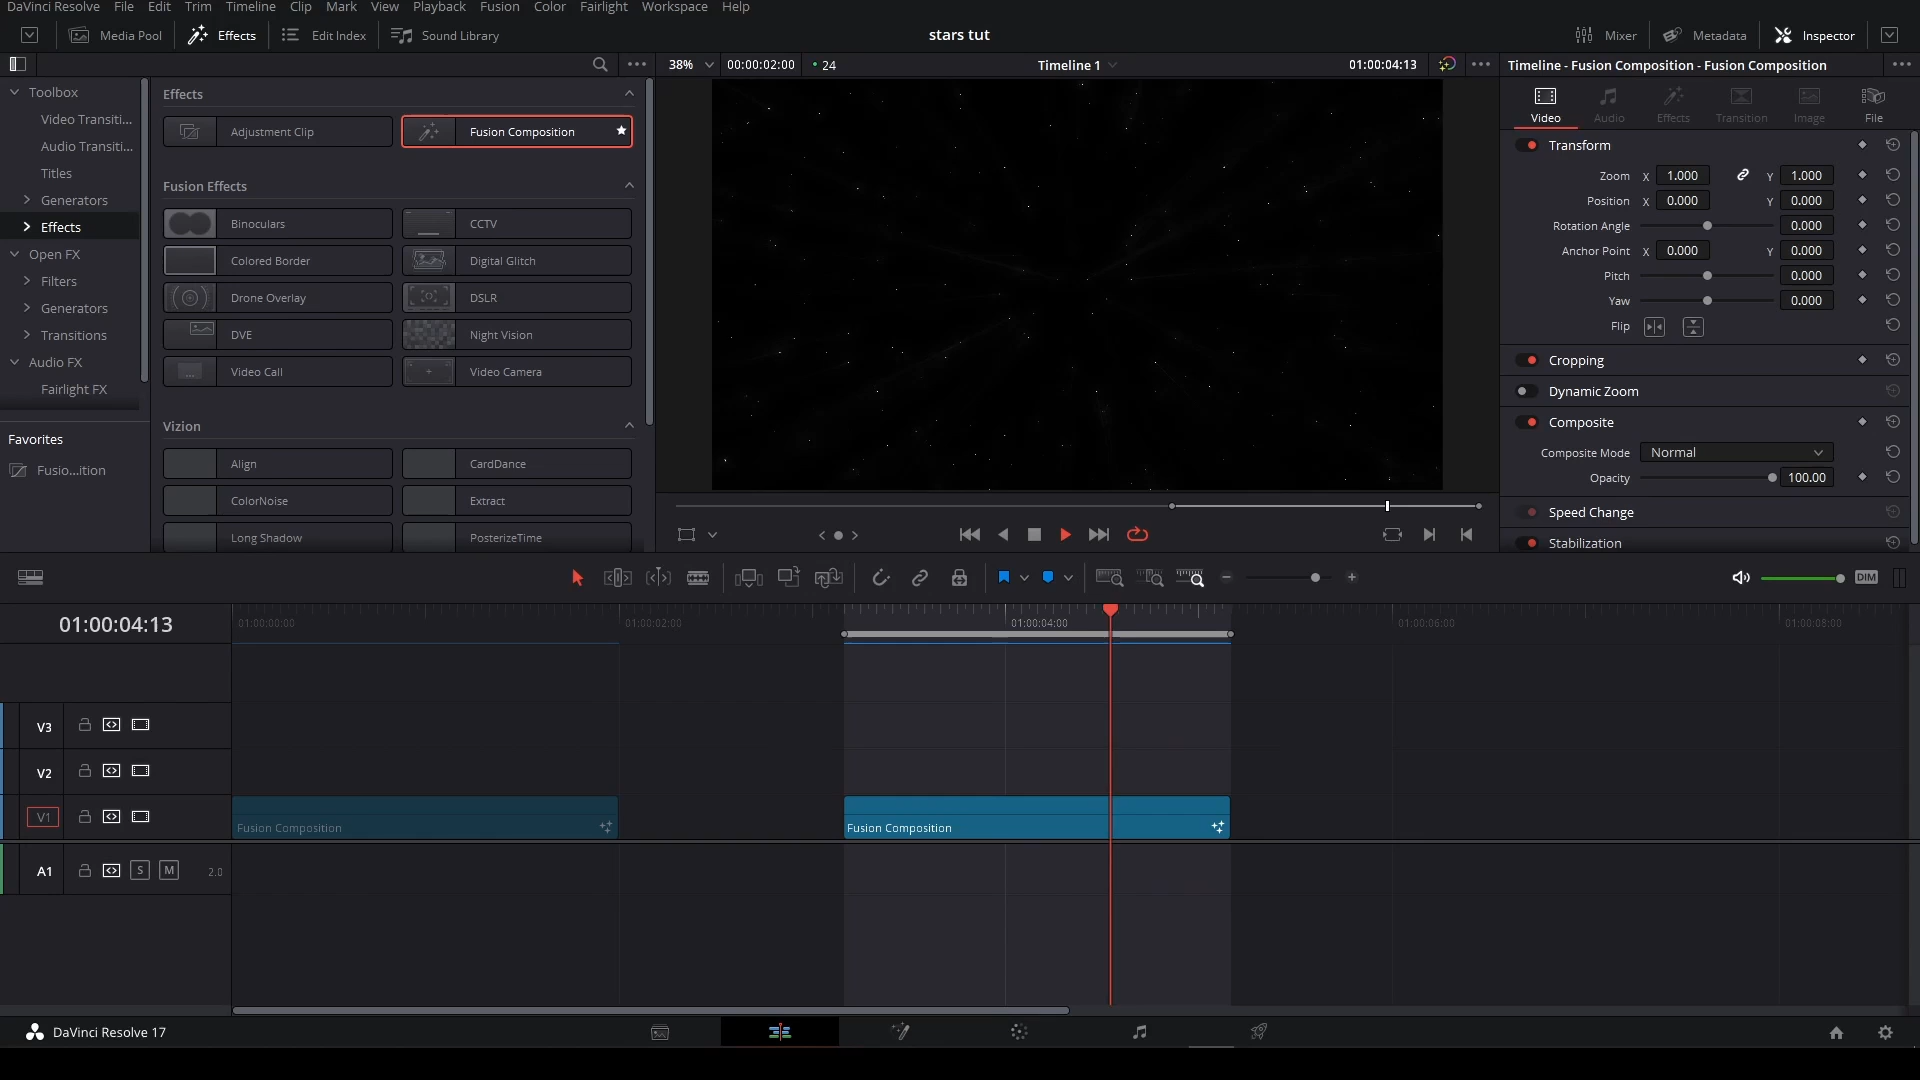 DaVinci Resolve File Edit Trim Timeline Clip Mark View Playback Fusion Color Fairlight Workspace Help
Media Pool Effects Edit Index Sound Library stars tut Mixer Metadata Inspector
38% 00:00:02:00 24 Timeline 1 01:00:04:13 Timeline - Fusion Composition - Fusion Composition
Toolbox
Video Transiti...
Audio Transiti...
Titles
Generators
Effects
Open FX
Filters
Generators
Transitions
Audio FX
Fairlight FX
Favorites
Fusio...ition
Effects
Adjustment Clip Fusion Composition
Fusion Effects
Binoculars CCTV
Colored Border Digital Glitch
Drone Overlay DSLR
DVE Night Vision
Video Call Video Camera
Vizion
Align CardDance
ColorNoise Extract
Long Shadow PosterizeTime
Video Audio Effects Transition Image File
Transform
Zoom X 1.000 Y 1.000
Position X 0.000 Y 0.000
Rotation Angle 0.000
Anchor Point X 0.000 Y 0.000
Pitch 0.000
Yaw 0.000
Flip
Cropping
Dynamic Zoom
Composite
Composite Mode Normal
Opacity 100.00
Speed Change
Stabilization
DIM
01:00:04:13 01:00:00:00 01:00:02:00 01:00:04:00 01:00:06:00 01:00:08:00
V3
V2
V1 Fusion Composition Fusion Composition
A1 S M 2.0
DaVinci Resolve 17